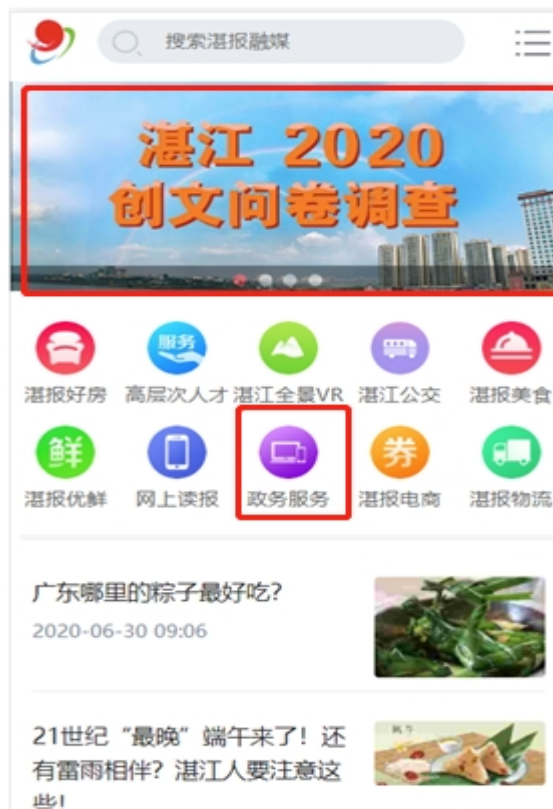 搜索湛报融媒
湛江 2020
创文问卷调查
服务
湛报好房 高层次人才 湛江全景VR 湛江公交 湛报美食
鲜 券
湛报优鲜 网上读报 政务服务 湛报电商 湛报物流
广东哪里的粽子最好吃？
2020-06-30 09:06
21世纪“最晚”端午来了！还
有雷雨相伴？湛江人要注意这
些！